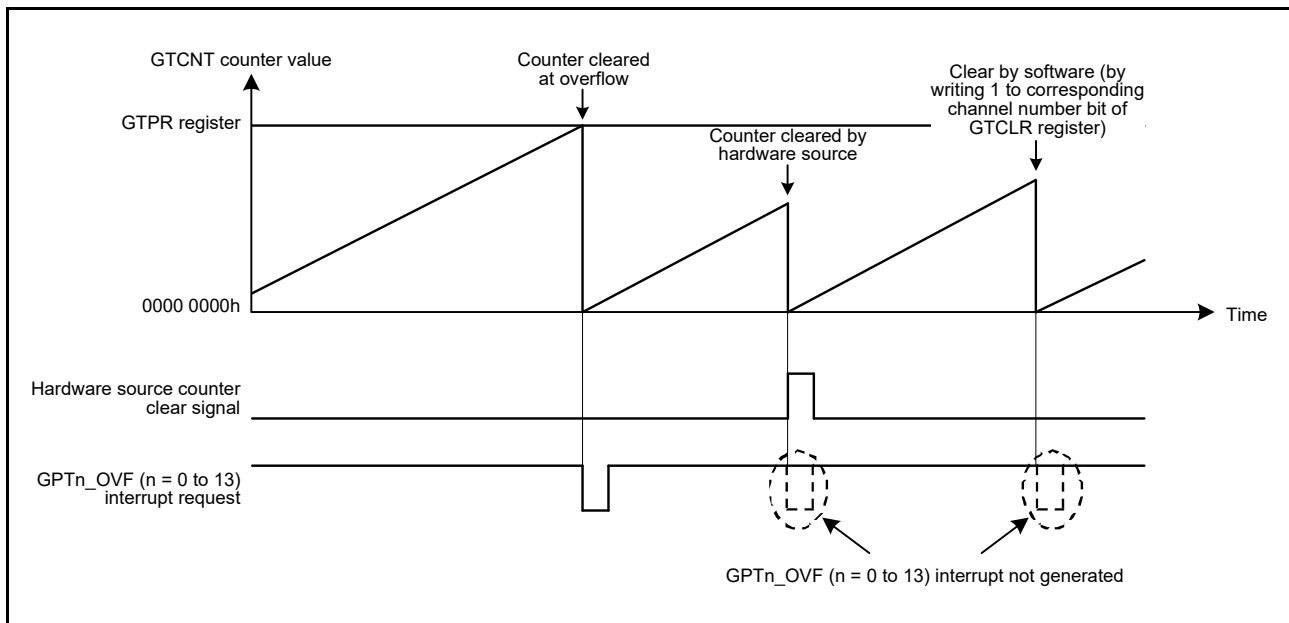 GTCNT counter value
Counter cleared
at overflow
Clear by software (by
writing 1 to corresponding
channel number bit of
GTCLR register)
GTPR register
Counter cleared by
hardware source
0000 0000h
Time
Hardware source counter
clear signal
GPTn_OVF (n = 0 to 13)
interrupt request
GPTn_OVF (n = 0 to 13) interrupt not generated